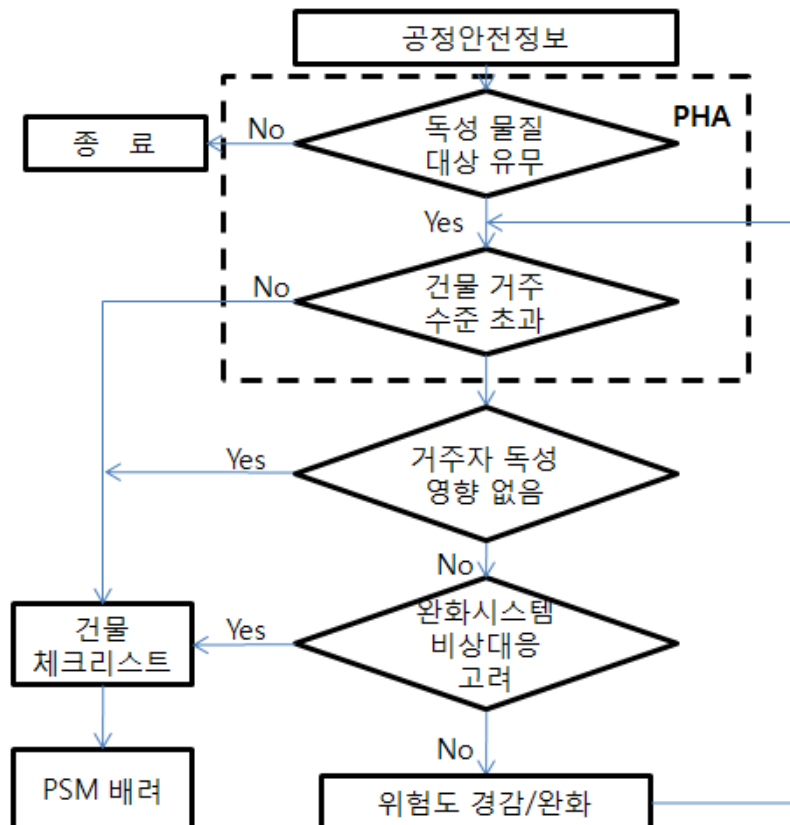 공정안전정보
PHA
독성 물질
대상 유무
No
종 료
Yes
건물 거주
수준 초과
No
거주자 독성
영향 없음
Yes
No
완화시스템
비상대응
고려
Yes
건물
체크리스트
No
PSM 배려
위험도 경감/완화